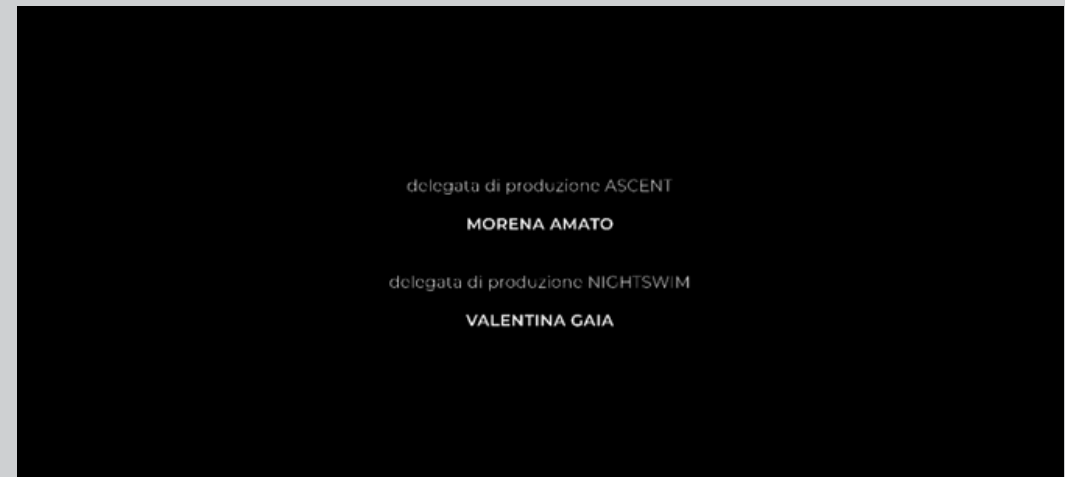 delegata di produzione ASCENT
MORENA AMATO
delegata di produzione NIGHTSWIM
VALENTINA GAIA